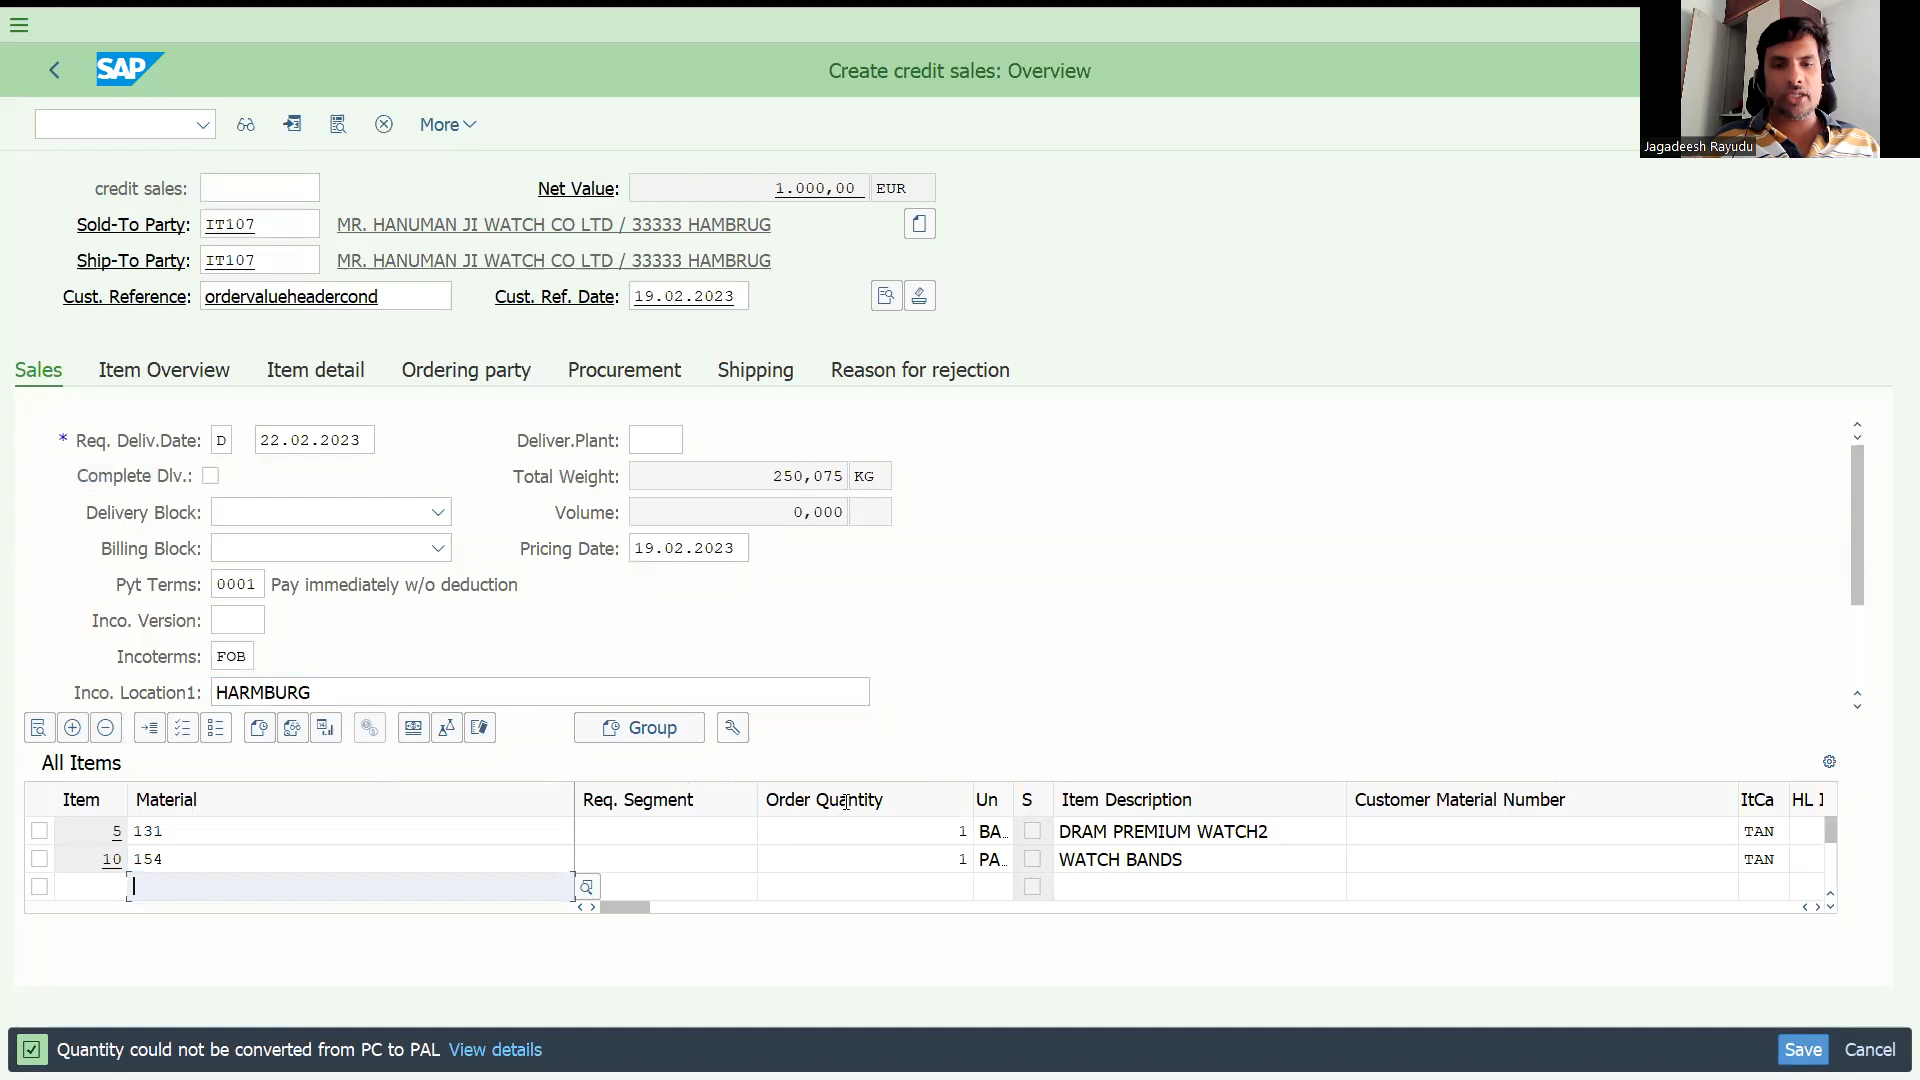 SAP
Create credit sales: Overview
Jagadeesh Rayudu
More
credit sales:
Net Value: 1.000,00 EUR
Sold-To Party: IT107 MR. HANUMAN JI WATCH CO LTD / 33333 HAMBRUG
Ship-To Party: IT107 MR. HANUMAN JI WATCH CO LTD / 33333 HAMBRUG
Cust. Reference: ordervalueheadercond Cust. Ref. Date: 19.02.2023
Sales Item Overview Item detail Ordering party Procurement Shipping Reason for rejection
* Req. Deliv.Date: D 22.02.2023 Deliver.Plant:
Complete Dlv.: Total Weight: 250,075 KG
Delivery Block: Volume: 0,000
Billing Block: Pricing Date: 19.02.2023
Pyt Terms: 0001 Pay immediately w/o deduction
Inco. Version:
Incoterms: FOB
Inco. Location1: HARMBURG
Group
All Items
Item Material Req. Segment Order Quantity Un S Item Description Customer Material Number ItCa HL I
5 131 1 BA.. DRAM PREMIUM WATCH2 TAN
10 154 1 PA.. WATCH BANDS TAN
Quantity could not be converted from PC to PAL View details Save Cancel